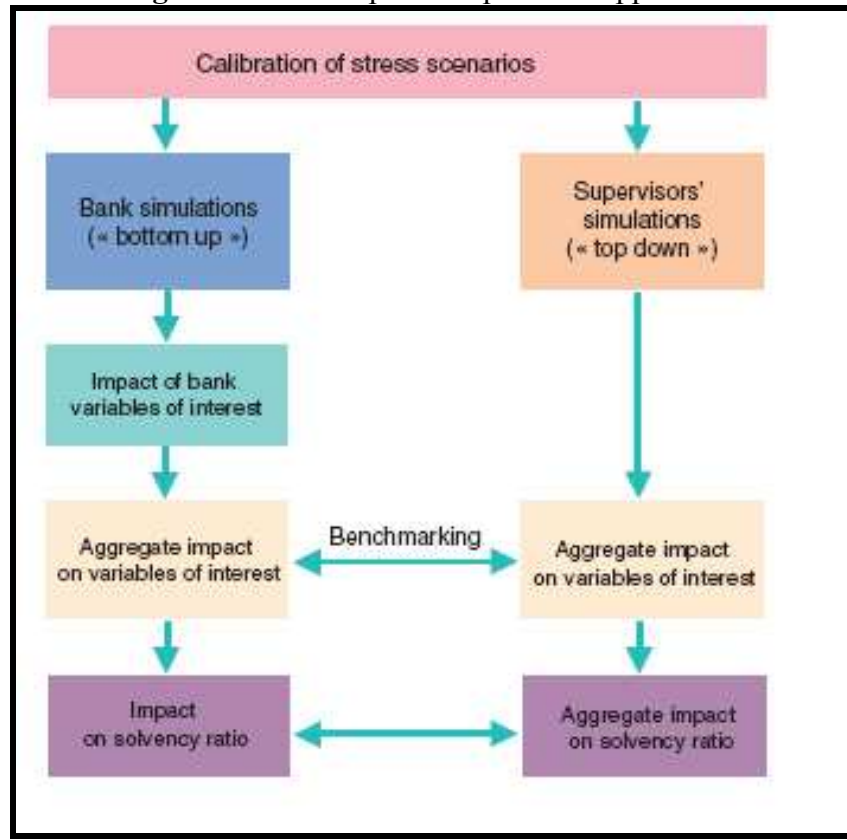 Calibration of stress scenarios
Bank simulations
(« bottom up »)
Supervisors'
simulations
(« top down »)
Impact of bank
variables of interest
Aggregate impact
on variables of interest
Benchmarking
Aggregate impact
on variables of interest
Impact
on solvency ratio
Aggregate impact
on solvency ratio